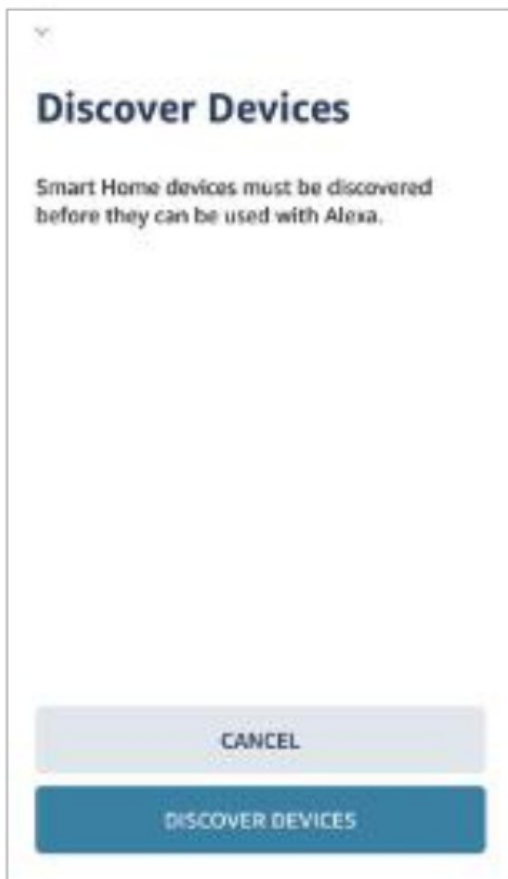 Discover Devices
Smart Home devices must be discovered
before they can be used with Alexa.
CANCEL
DISCOVER DEVICES